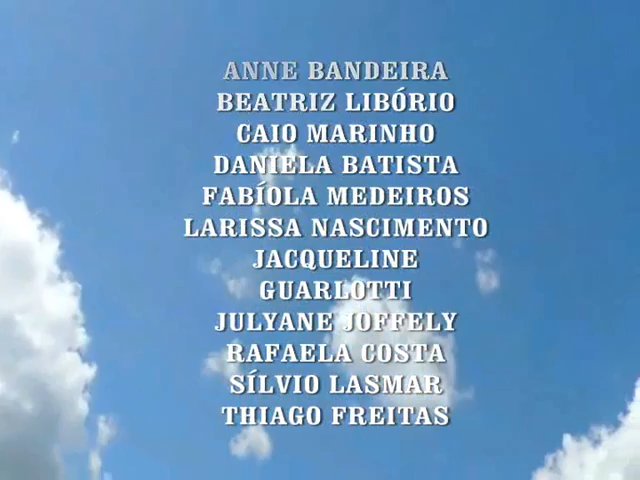 ANNE BANDEIRA
BEATRIZ LIBÓRIO
CAIO MARINHO
DANIELA BATISTA
FABÍOLA MEDEIROS
LARISSA NASCIMENTO
JACQUELINE
GUARLOTTI
JULYANE JOFFELY
RAFAELA COSTA
SÍLVIO LASMAR
THIAGO FREITAS